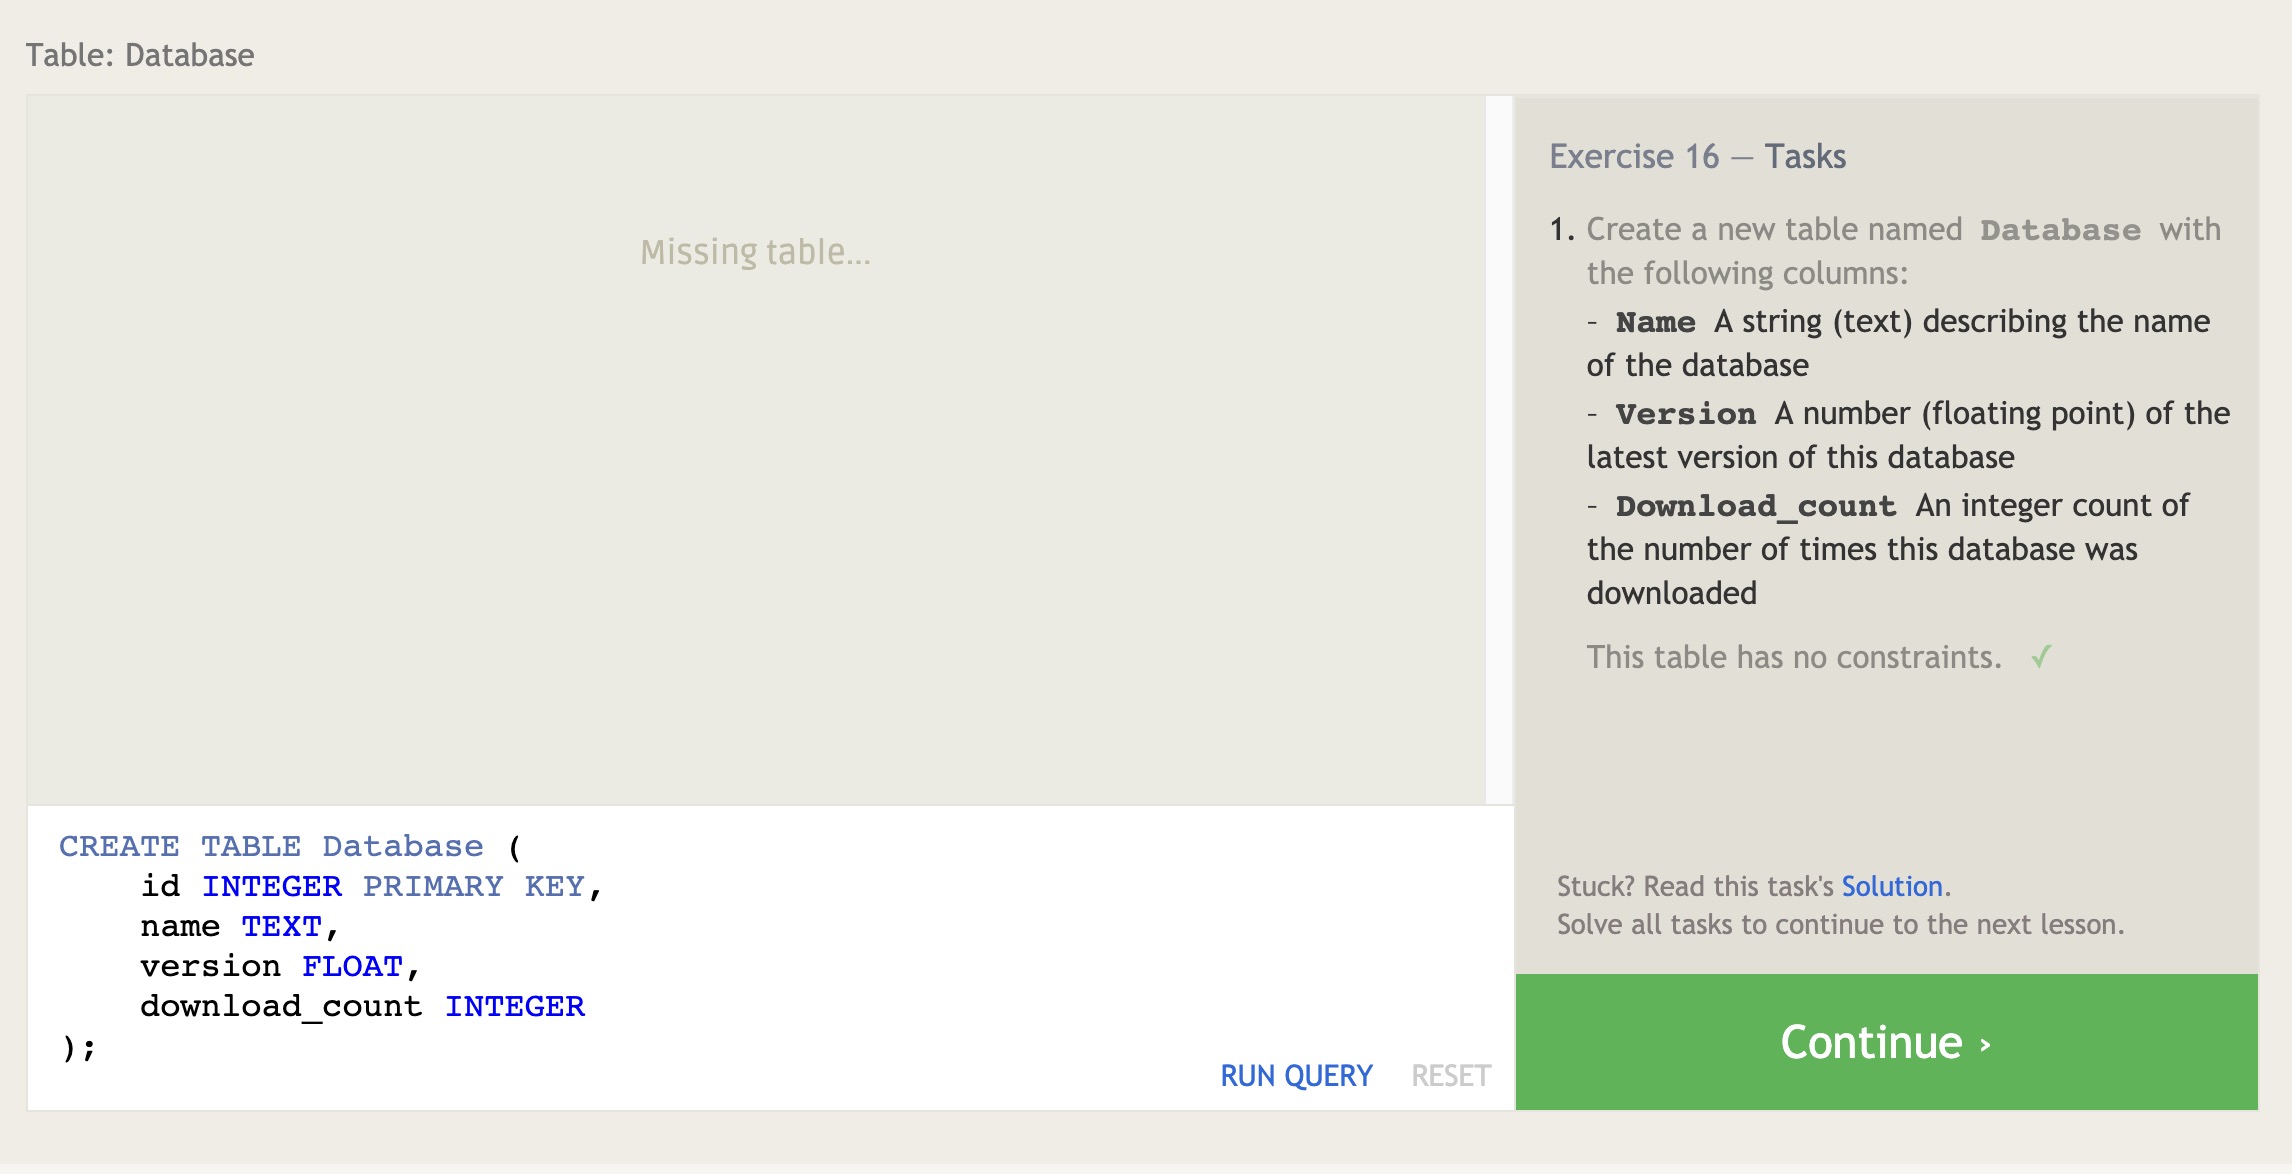 Table: Database
Missing table...
CREATE TABLE Database (
id INTEGER PRIMARY KEY,
name TEXT,
version FLOAT,
download_count INTEGER
);
RUN QUERY RESET
Exercise 16 — Tasks
1. Create a new table named Database with
the following columns:
- Name A string (text) describing the name
of the database
- Version A number (floating point) of the
latest version of this database
- Download_count An integer count of
the number of times this database was
downloaded
This table has no constraints. ✓
Stuck? Read this task's Solution.
Solve all tasks to continue to the next lesson.
Continue ›